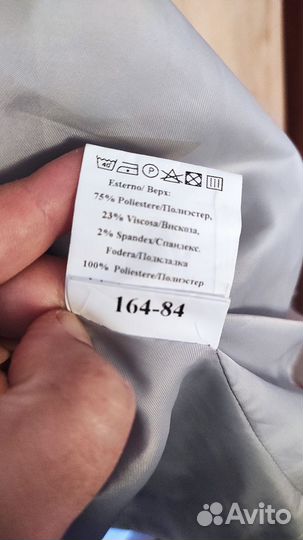 40 P
Esterno/ Верх:
75% Poliestere/Полиэстер,
23% Viscosa/Вискоза,
2% Spandex/Спандекс.
Fodera/Подкладка
100% Poliestere/Полиэстер
164-84
Avito